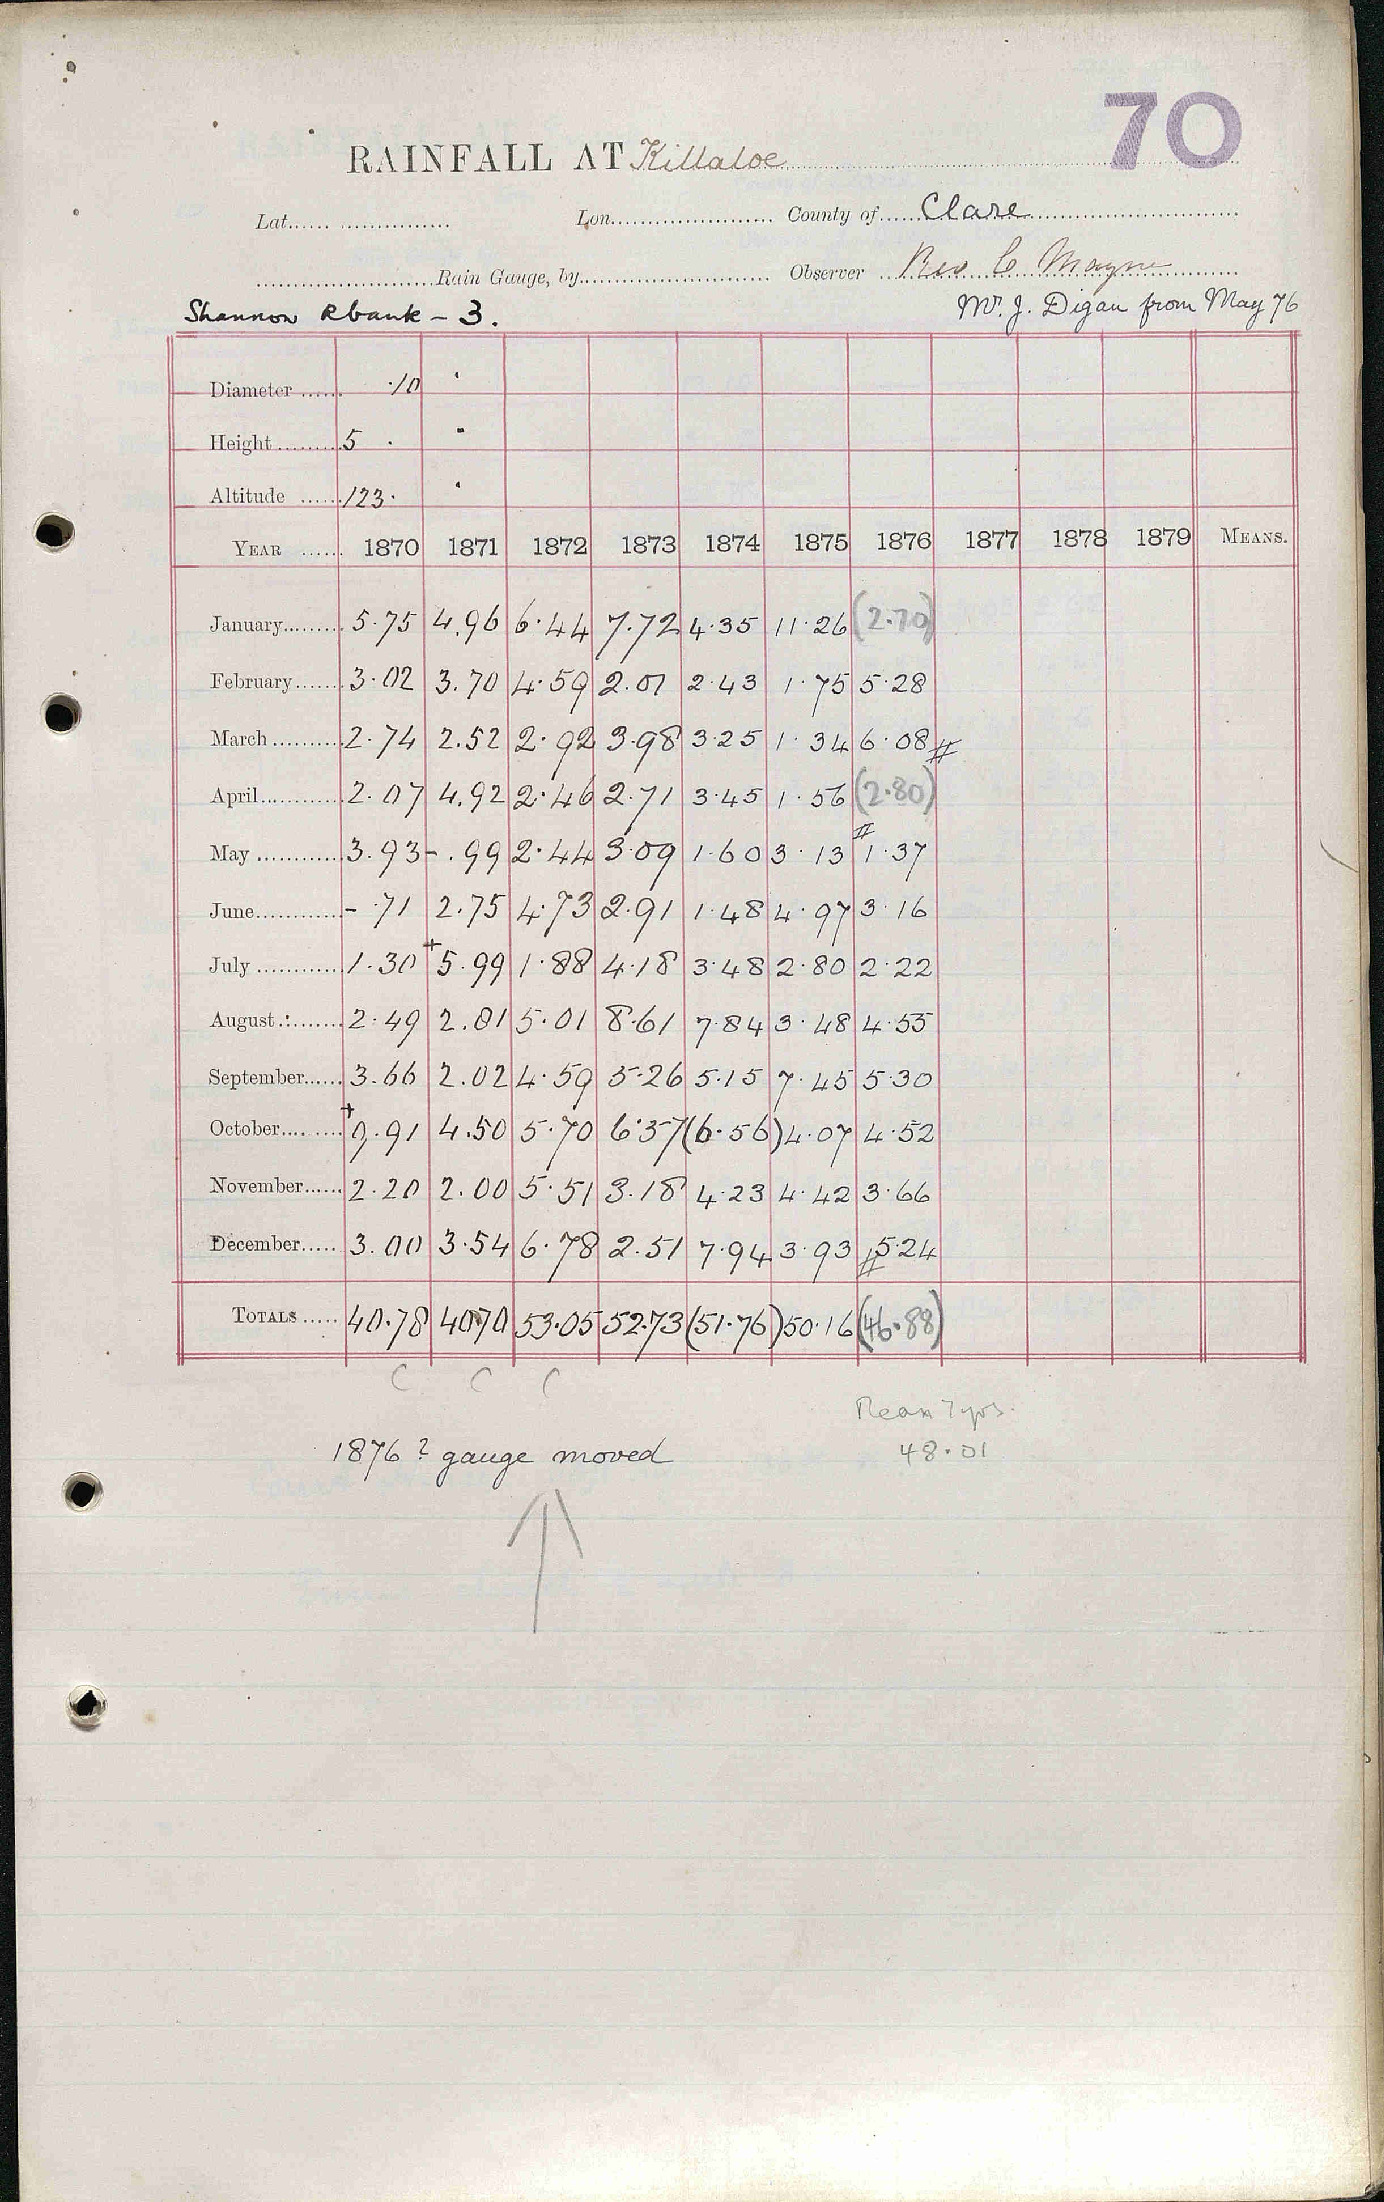 70
RAINFALL AT Killaloe
Lat. Lon. County of Clare
Rain Gauge, by Observer Rev C Mayne
Shannon Rbank - 3. Mr. J. Digan from May 76
Diameter ·10 "
Height 5 · "
Altitude 123· "
YEAR 1870 1871 1872 1873 1874 1875 1876 1877 1878 1879 MEANS.
January 5·75 4.96 6·44 7.72 4·35 11·26 (2.70)
February 3·02 3.70 4·59 2.01 2·43 1·75 5·28
March 2·74 2.52 2·92 3·98 3·25 1·34 6·08 #
April 2·07 4.92 2·46 2·71 3·45 1·56 (2·80)
May 3·93 - .99 2·44 3·09 1·60 3·13 # 1·37
June - ·71 2.75 4·73 2·91 1·48 4·97 3·16
July 1·30 + 5.99 1·88 4·18 3·48 2·80 2·22
August 2·49 2.81 5·01 8·61 7·84 3·48 4·55
September 3·66 2.02 4·59 5·26 5·15 7·45 5·30
October + 9.91 4.50 5·70 6·37 (6·56) 4·07 4·52
November 2·20 2.00 5·51 3·18 4·23 4·42 3·66
December 3.00 3·54 6·78 2.51 7·94 3·93 # 5·24
TOTALS 40·78 40.70 53·05 52.73 (51·76) 50·16 (46·88)
C C C
Mean 7 yrs.
1876 ? gauge moved 48·01